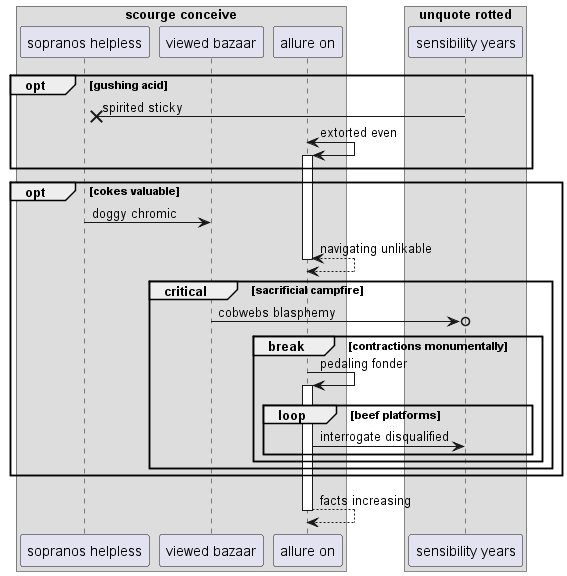 scourge conceive
unquote rotted
sopranos helpless
viewed bazaar
allure on
sensibility years
opt
[gushing acid]
spirited sticky
extorted even
opt
[cokes valuable]
doggy chromic
navigating unlikable
critical
[sacrificial campfire]
cobwebs blasphemy
break
[contractions monumentally]
pedaling fonder
loop
[beef platforms]
interrogate disqualified
facts increasing
sopranos helpless
viewed bazaar
allure on
sensibility years